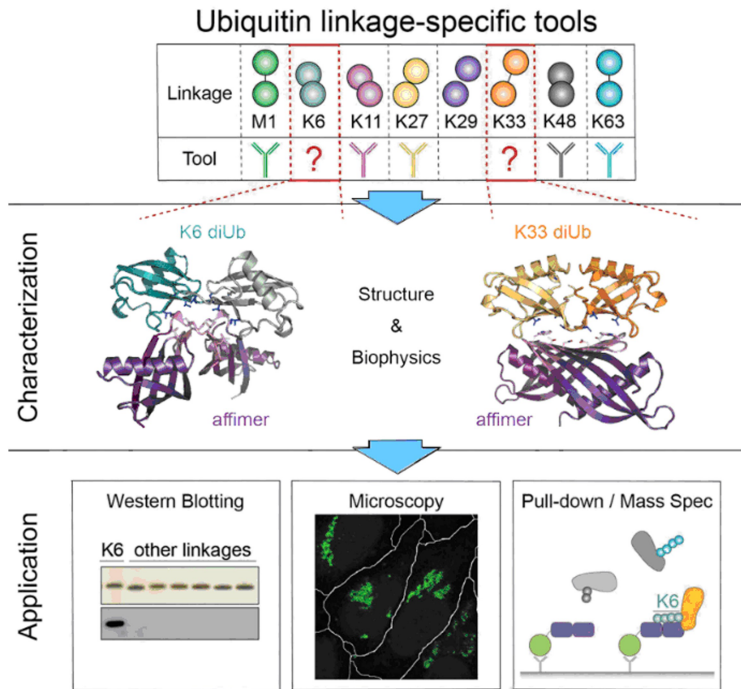 Ubiquitin linkage-specific tools
Linkage
M1 K6 K11 K27 K29 K33 K48 K63
Tool ? ?
Characterization
K6 diUb
K33 diUb
Structure
&
Biophysics
affimer
affimer
Application
Western Blotting
K6 other linkages
Microscopy
Pull-down / Mass Spec
K6